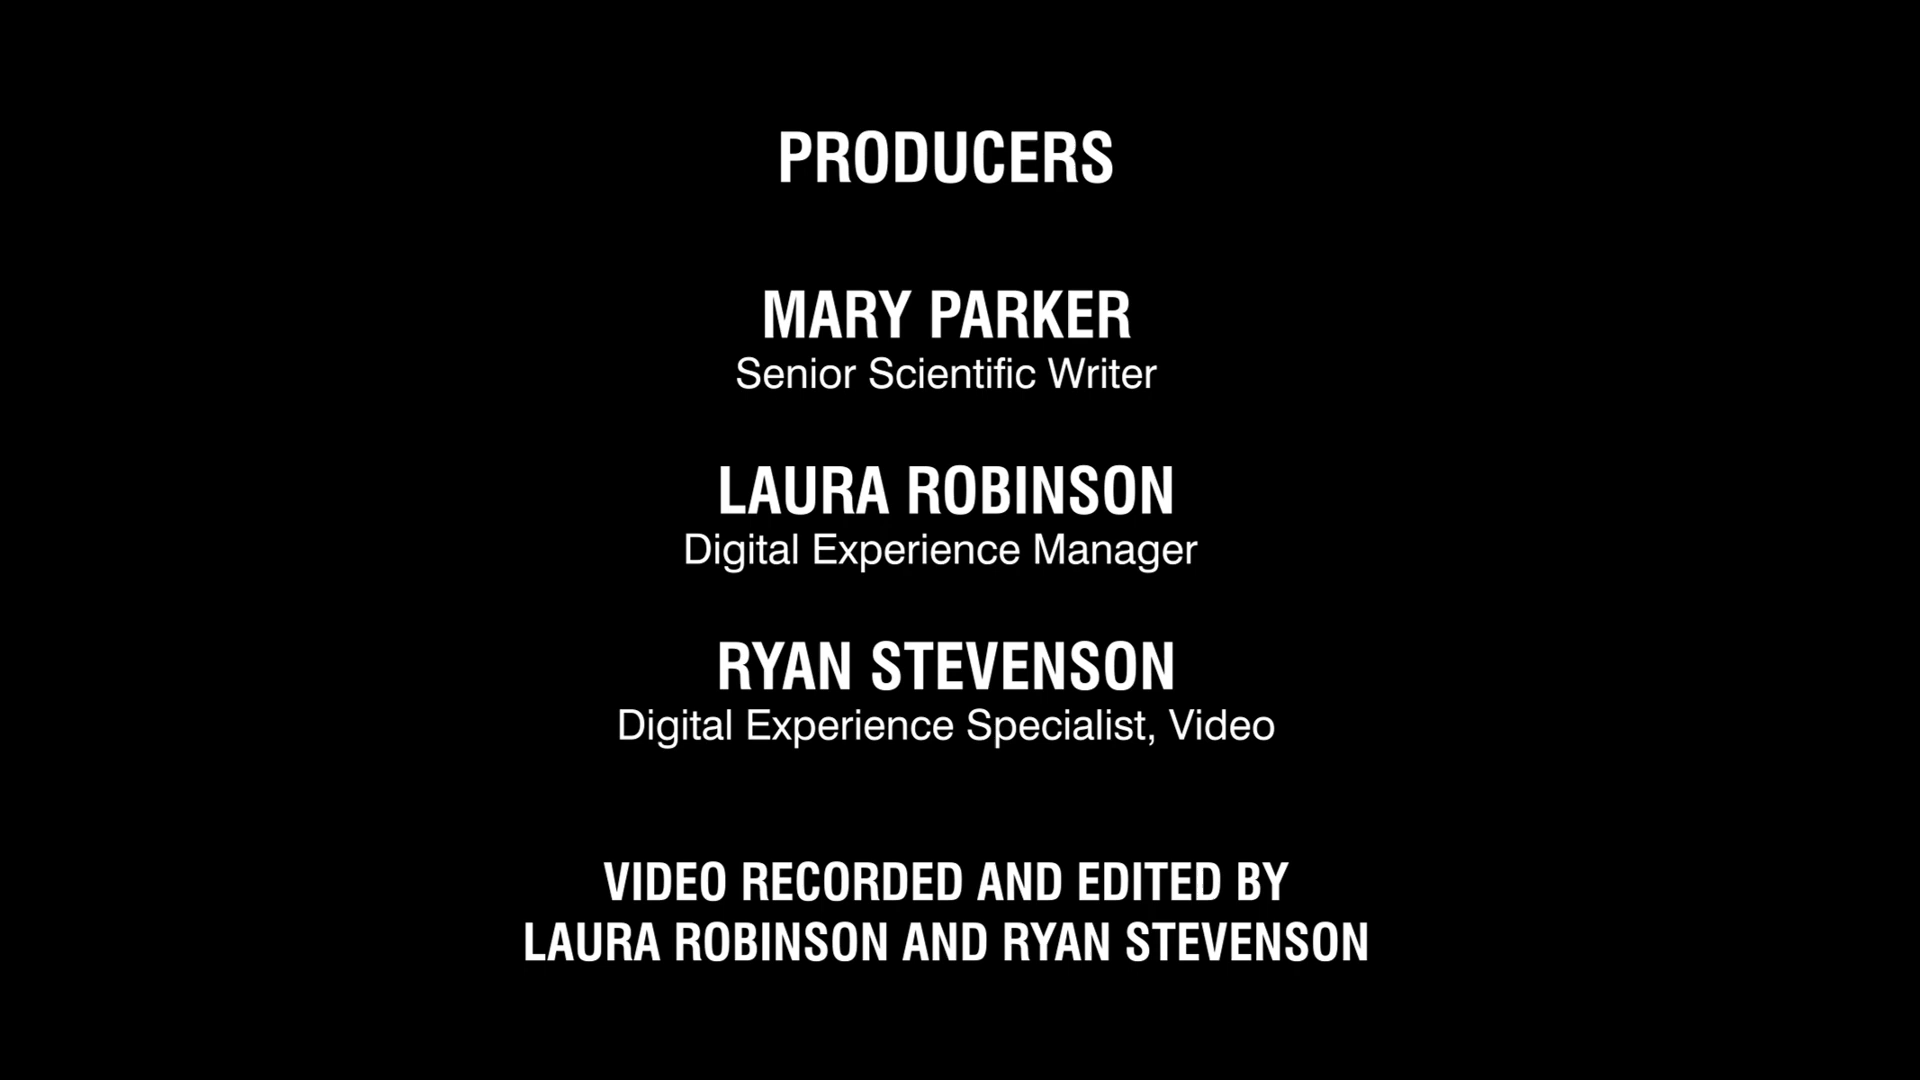 PRODUCERS
MARY PARKER
Senior Scientific Writer
LAURA ROBINSON
Digital Experience Manager
RYAN STEVENSON
Digital Experience Specialist, Video
VIDEO RECORDED AND EDITED BY
LAURA ROBINSON AND RYAN STEVENSON